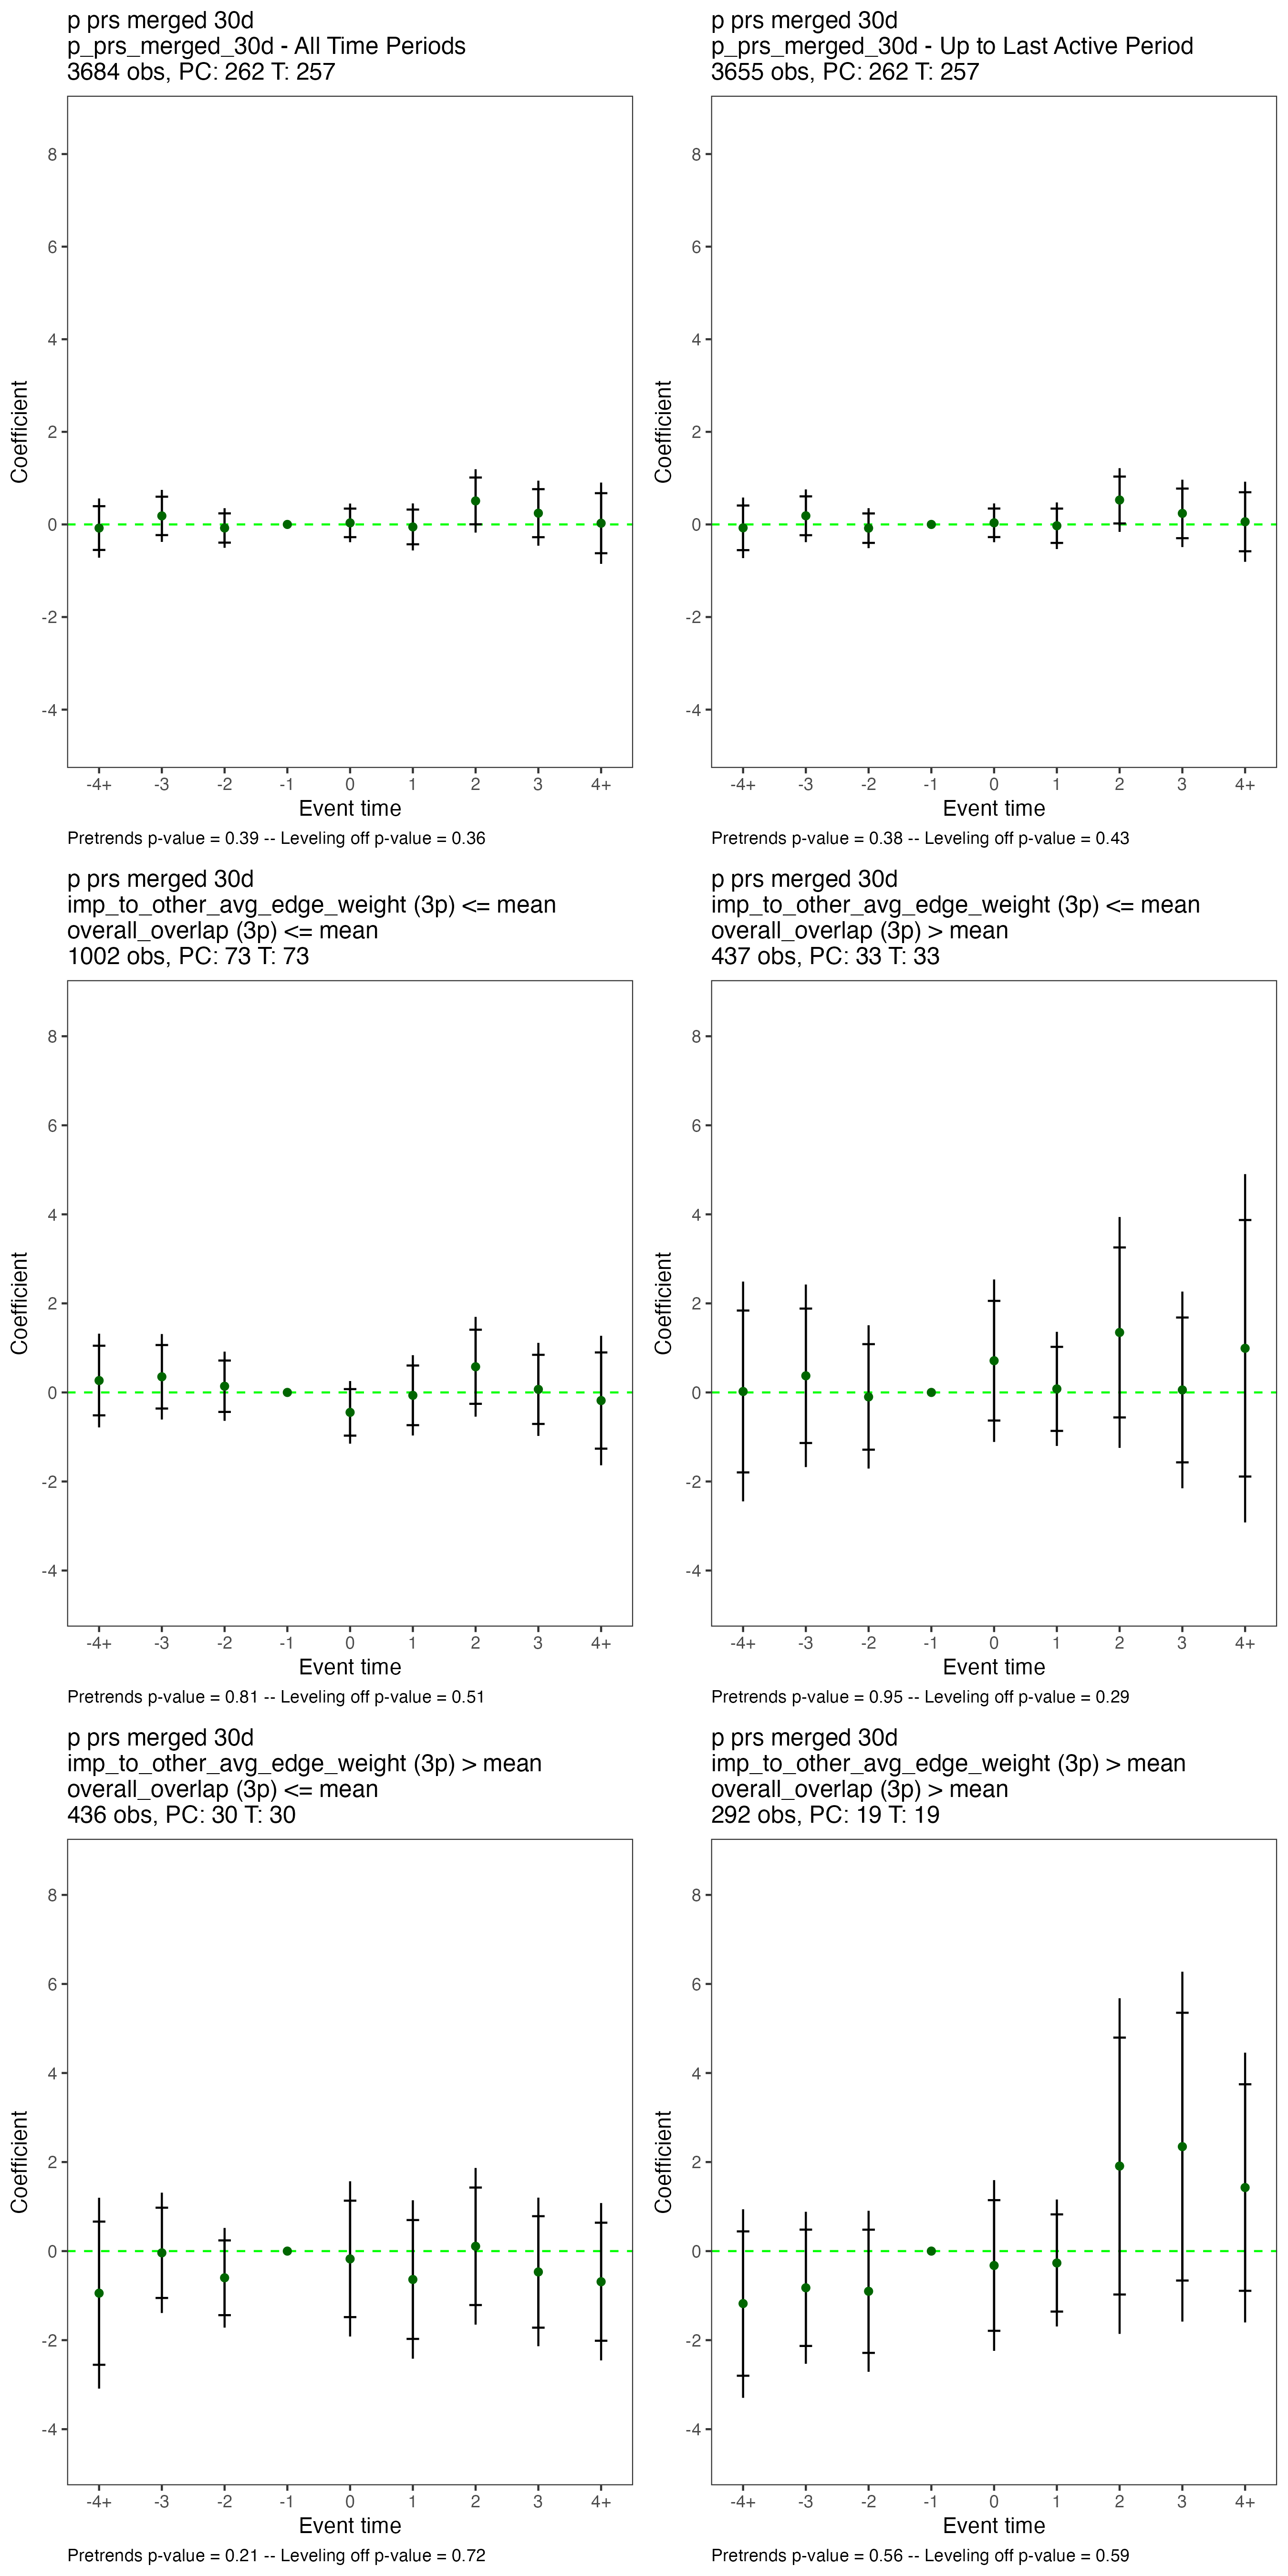 p prs merged 30d
p_prs_merged_30d - All Time Periods
3684 obs, PC: 262 T: 257
8
6
4
2
0
-2
-4
Coefficient
-4+ -3 -2 -1 0 1 2 3 4+
Event time
Pretrends p-value = 0.39 -- Leveling off p-value = 0.36
p prs merged 30d
p_prs_merged_30d - Up to Last Active Period
3655 obs, PC: 262 T: 257
8
6
4
2
0
-2
-4
Coefficient
-4+ -3 -2 -1 0 1 2 3 4+
Event time
Pretrends p-value = 0.38 -- Leveling off p-value = 0.43
p prs merged 30d
imp_to_other_avg_edge_weight (3p) <= mean
overall_overlap (3p) <= mean
1002 obs, PC: 73 T: 73
8
6
4
2
0
-2
-4
Coefficient
-4+ -3 -2 -1 0 1 2 3 4+
Event time
Pretrends p-value = 0.81 -- Leveling off p-value = 0.51
p prs merged 30d
imp_to_other_avg_edge_weight (3p) <= mean
overall_overlap (3p) > mean
437 obs, PC: 33 T: 33
8
6
4
2
0
-2
-4
Coefficient
-4+ -3 -2 -1 0 1 2 3 4+
Event time
Pretrends p-value = 0.95 -- Leveling off p-value = 0.29
p prs merged 30d
imp_to_other_avg_edge_weight (3p) > mean
overall_overlap (3p) <= mean
436 obs, PC: 30 T: 30
8
6
4
2
0
-2
-4
Coefficient
-4+ -3 -2 -1 0 1 2 3 4+
Event time
Pretrends p-value = 0.21 -- Leveling off p-value = 0.72
p prs merged 30d
imp_to_other_avg_edge_weight (3p) > mean
overall_overlap (3p) > mean
292 obs, PC: 19 T: 19
8
6
4
2
0
-2
-4
Coefficient
-4+ -3 -2 -1 0 1 2 3 4+
Event time
Pretrends p-value = 0.56 -- Leveling off p-value = 0.59